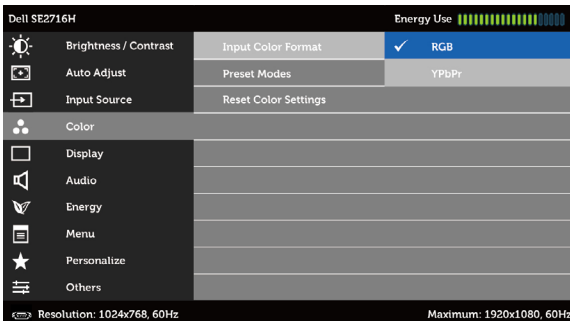 Dell SE2716H Energy Use
Brightness / Contrast Input Color Format RGB
Auto Adjust Preset Modes YPbPr
Input Source Reset Color Settings
Color
Display
Audio
Energy
Menu
Personalize
Others
Resolution: 1024x768, 60Hz Maximum: 1920x1080, 60Hz